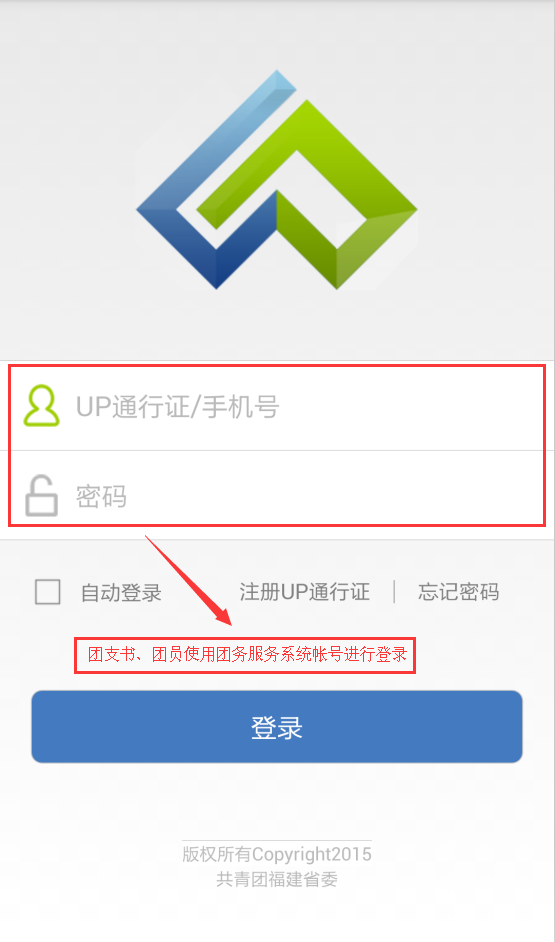 UP通行证/手机号
密码
自动登录 注册UP通行证 | 忘记密码
团支书、团员使用团务服务系统帐号进行登录
登录
版权所有Copyright2015
共青团福建省委